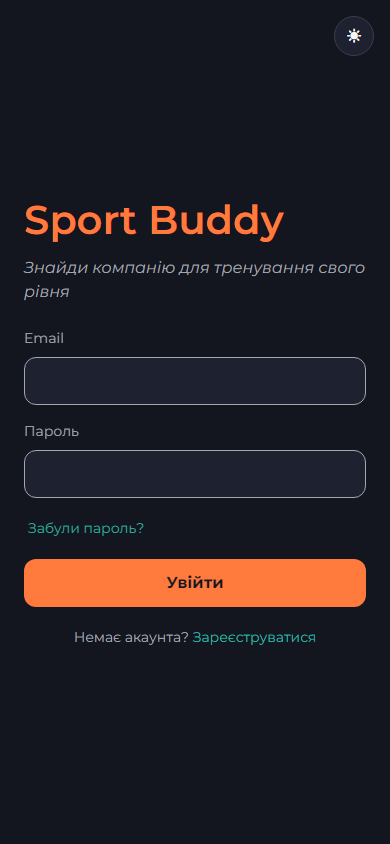 Sport Buddy
Знайди компанію для тренування свого
рівня
Email
Пароль
Забули пароль?
Увійти
Немає акаунта? Зареєструватися